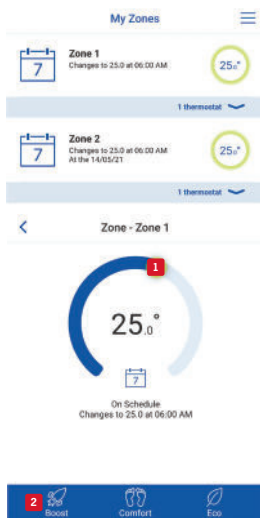 My Zones
7
Zone 1
Changes to 25.0 at 06:00 AM
25.0°
1 thermostat
7
Zone 2
Changes to 25.0 at 06:00 AM
At the 14/05/21
25.0°
1 thermostat
Zone - Zone 1
1
25.0°
7
On Schedule
Changes to 25.0 at 06:00 AM
2
Boost
Comfort
Eco